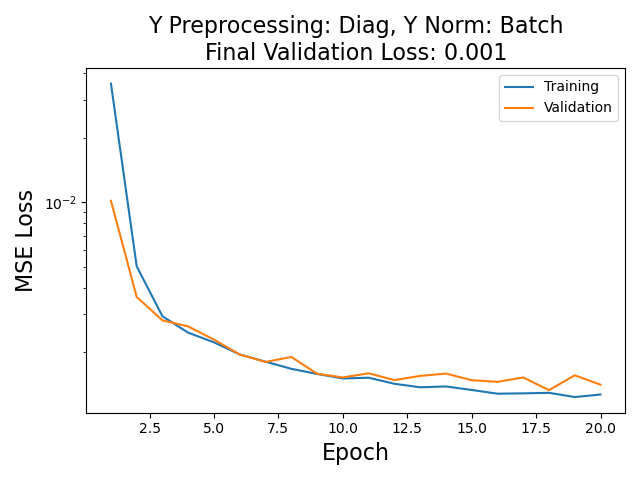 Y Preprocessing: Diag, Y Norm: Batch
Final Validation Loss: 0.001
Training
Validation
MSE Loss
10⁻²
2.5 5.0 7.5 10.0 12.5 15.0 17.5 20.0
Epoch